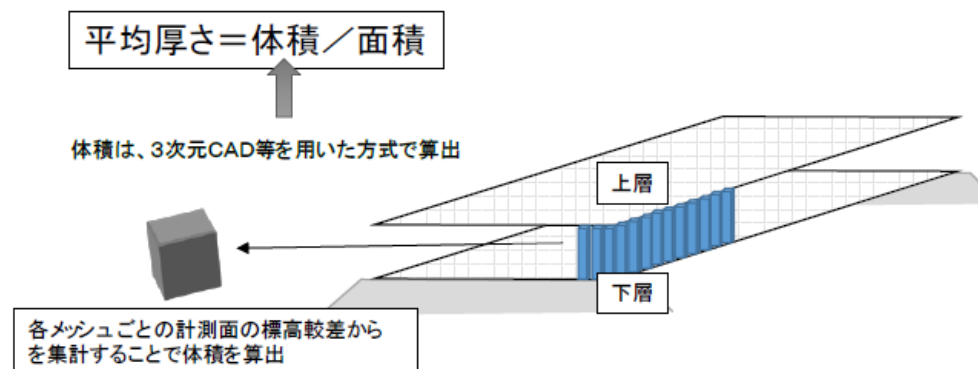 平均厚さ=体積/面積
体積は、3次元CAD等を用いた方式で算出
上層
下層
各メッシュごとの計測面の標高較差から
を集計することで体積を算出